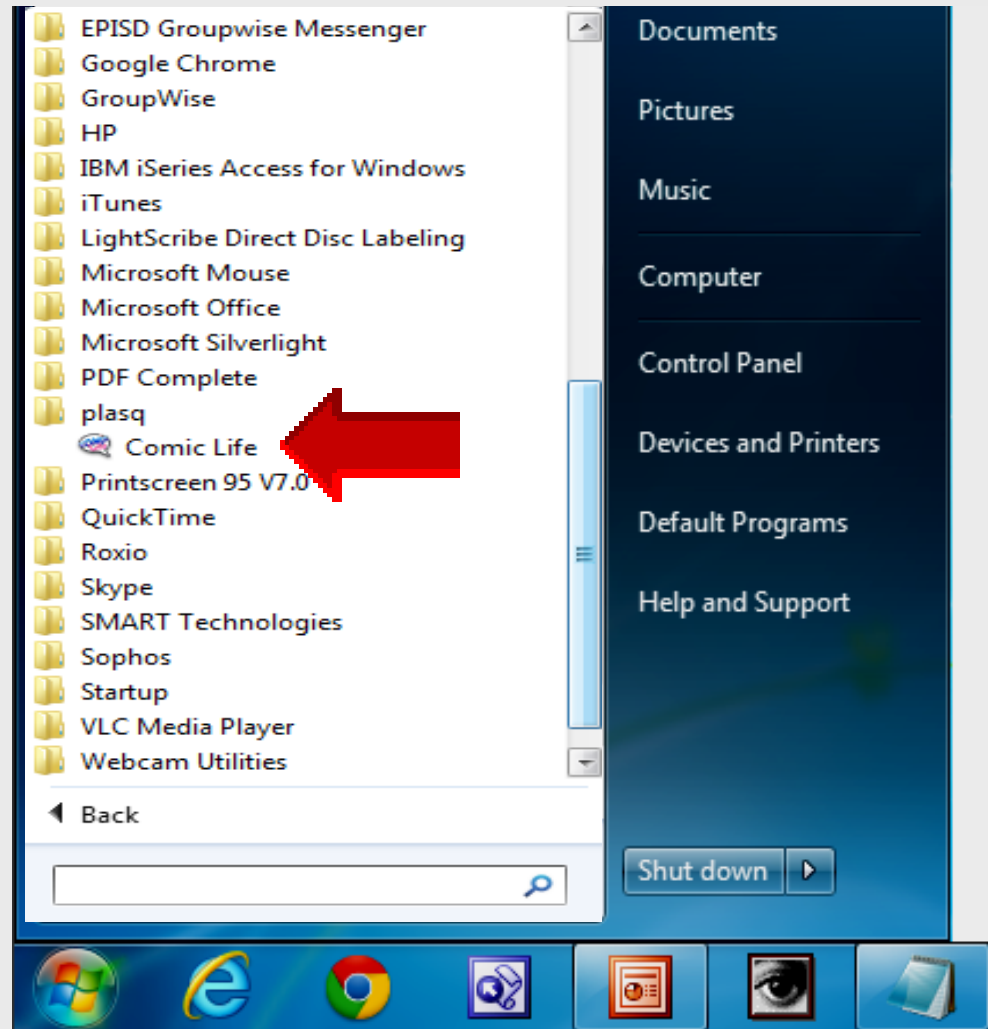 EPISD Groupwise Messenger
Google Chrome
GroupWise
HP
IBM iSeries Access for Windows
iTunes
LightScribe Direct Disc Labeling
Microsoft Mouse
Microsoft Office
Microsoft Silverlight
PDF Complete
plasq
Comic Life
Printscreen 95 V7.0
QuickTime
Roxio
Skype
SMART Technologies
Sophos
Startup
VLC Media Player
Webcam Utilities
Back
Documents
Pictures
Music
Computer
Control Panel
Devices and Printers
Default Programs
Help and Support
Shut down